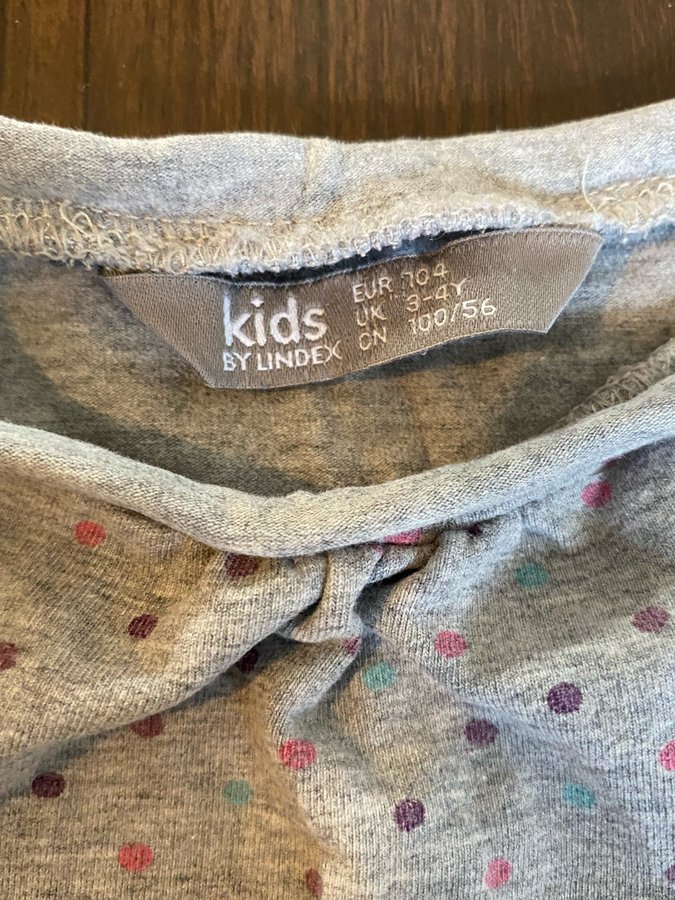 kids
BY LINDEX
EUR 104
UK 3-4Y
CN 100/56